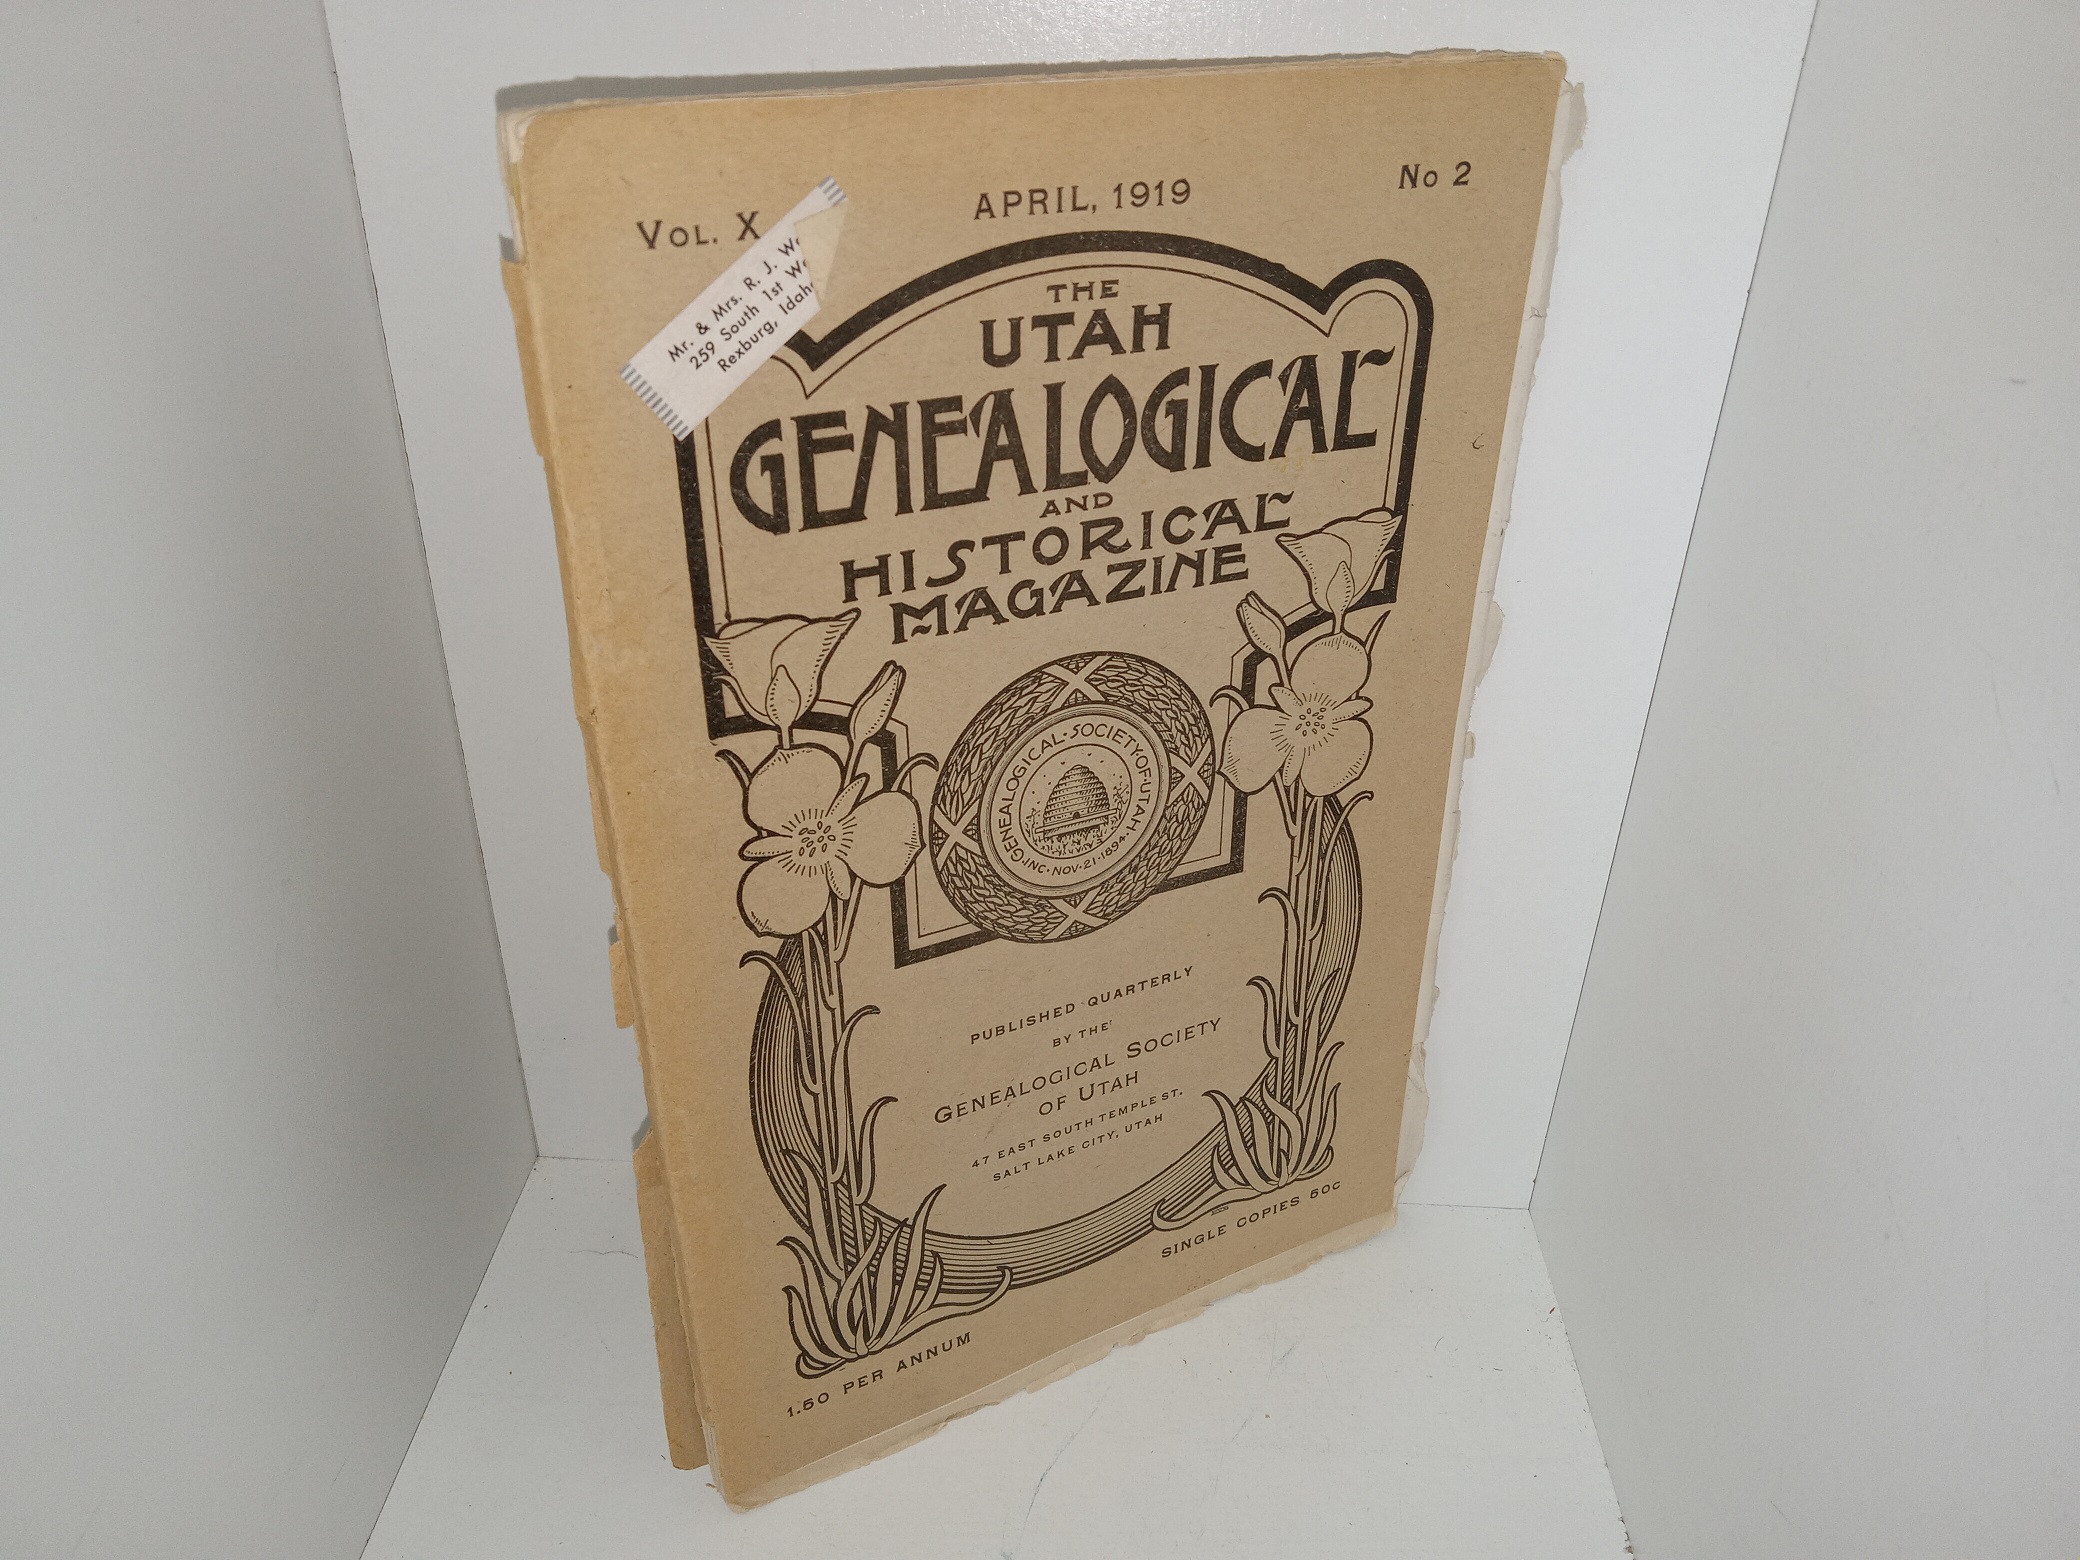 VOL. X
APRIL, 1919
No 2
Mr. & Mrs. R. J.
259 South 1st
Rexburg,
THE
UTAH
GENEALOGICAL
AND
HISTORICAL
MAGAZINE
GENEALOGICAL·SOCIETY·OF·UTAH·
INC·NOV·21·1894·
PUBLISHED QUARTERLY
BY THE
GENEALOGICAL SOCIETY
OF UTAH
47 EAST SOUTH TEMPLE ST.
SALT LAKE CITY, UTAH
1.50 PER ANNUM
SINGLE COPIES 50c